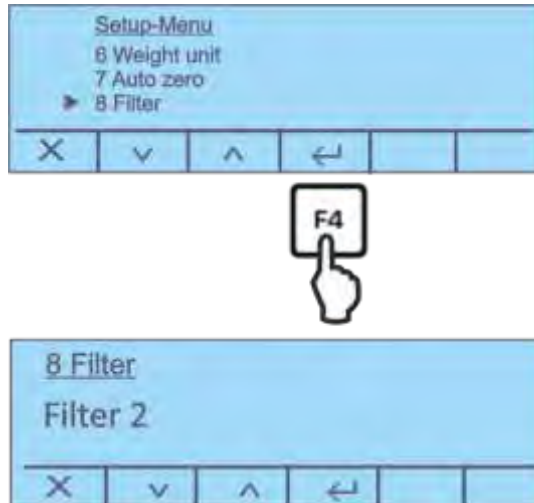 Setup-Menu
6 Weight unit
7 Auto zero
8 Filter
F4
8 Filter
Filter 2